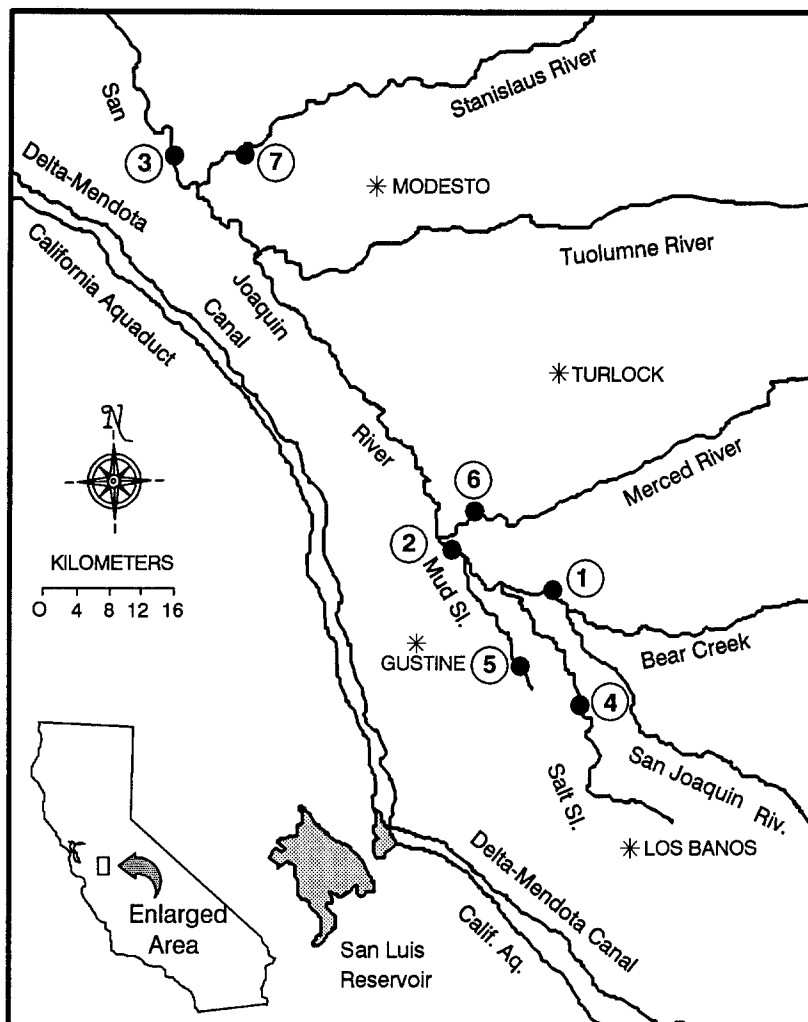 San
Stanislaus River
3
7
MODESTO
Delta-Mendota
Canal
California Aquaduct
Tuolumne River
Joaquin
River
TURLOCK
N
6
Merced River
KILOMETERS
0 4 8 12 16
2
Mud Sl.
1
GUSTINE
5
Bear Creek
4
San Joaquin Riv.
Salt Sl.
LOS BANOS
Delta-Mendota Canal
Calif. Aq.
Enlarged
Area
San Luis
Reservoir